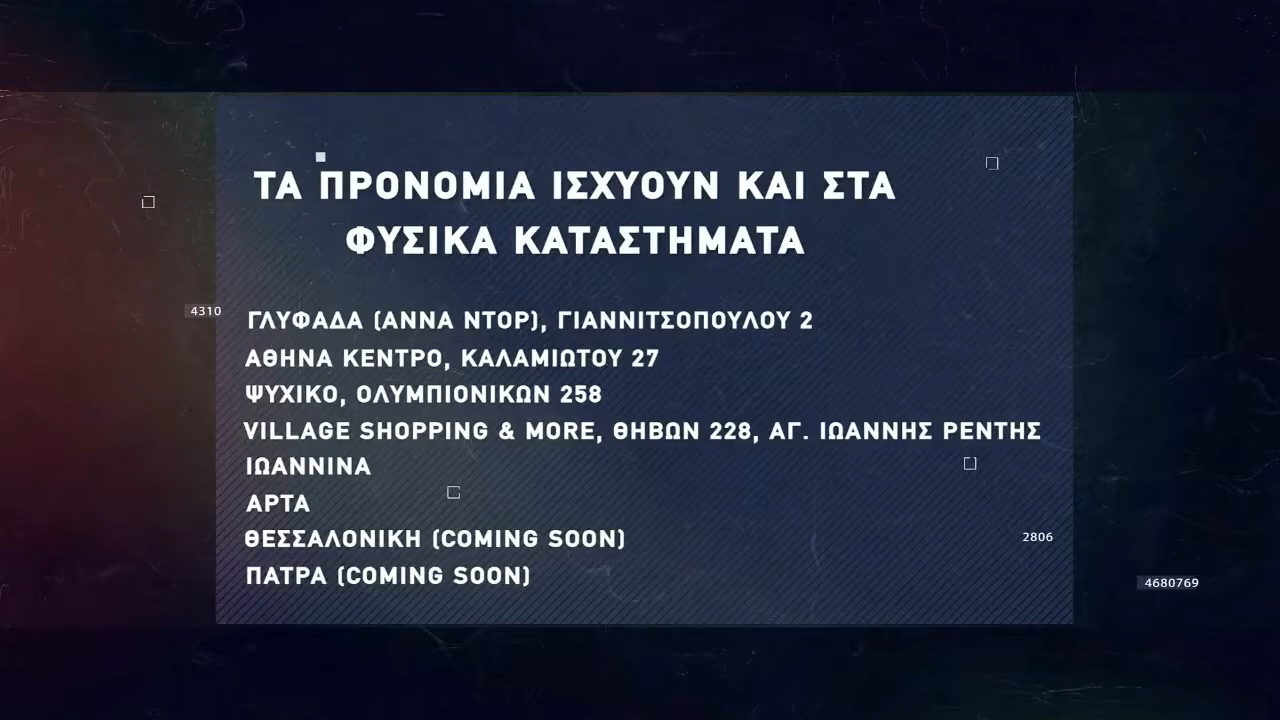 ΤΑ ΠΡΟΝΟΜΙΑ ΙΣΧΥΟΥΝ ΚΑΙ ΣΤΑ
ΦΥΣΙΚΑ ΚΑΤΑΣΤΗΜΑΤΑ
4310
ΓΛΥΦΑΔΑ (ΑΝΝΑ ΝΤΟΡ), ΓΙΑΝΝΙΤΣΟΠΟΥΛΟΥ 2
ΑΘΗΝΑ ΚΕΝΤΡΟ, ΚΑΛΑΜΙΩΤΟΥ 27
ΨΥΧΙΚΟ, ΟΛΥΜΠΙΟΝΙΚΩΝ 258
VILLAGE SHOPPING & MORE, ΘΗΒΩΝ 228, ΑΓ. ΙΩΑΝΝΗΣ ΡΕΝΤΗΣ
ΙΩΑΝΝΙΝΑ
ΑΡΤΑ
ΘΕΣΣΑΛΟΝΙΚΗ (COMING SOON)
2806
ΠΑΤΡΑ (COMING SOON)
4680769